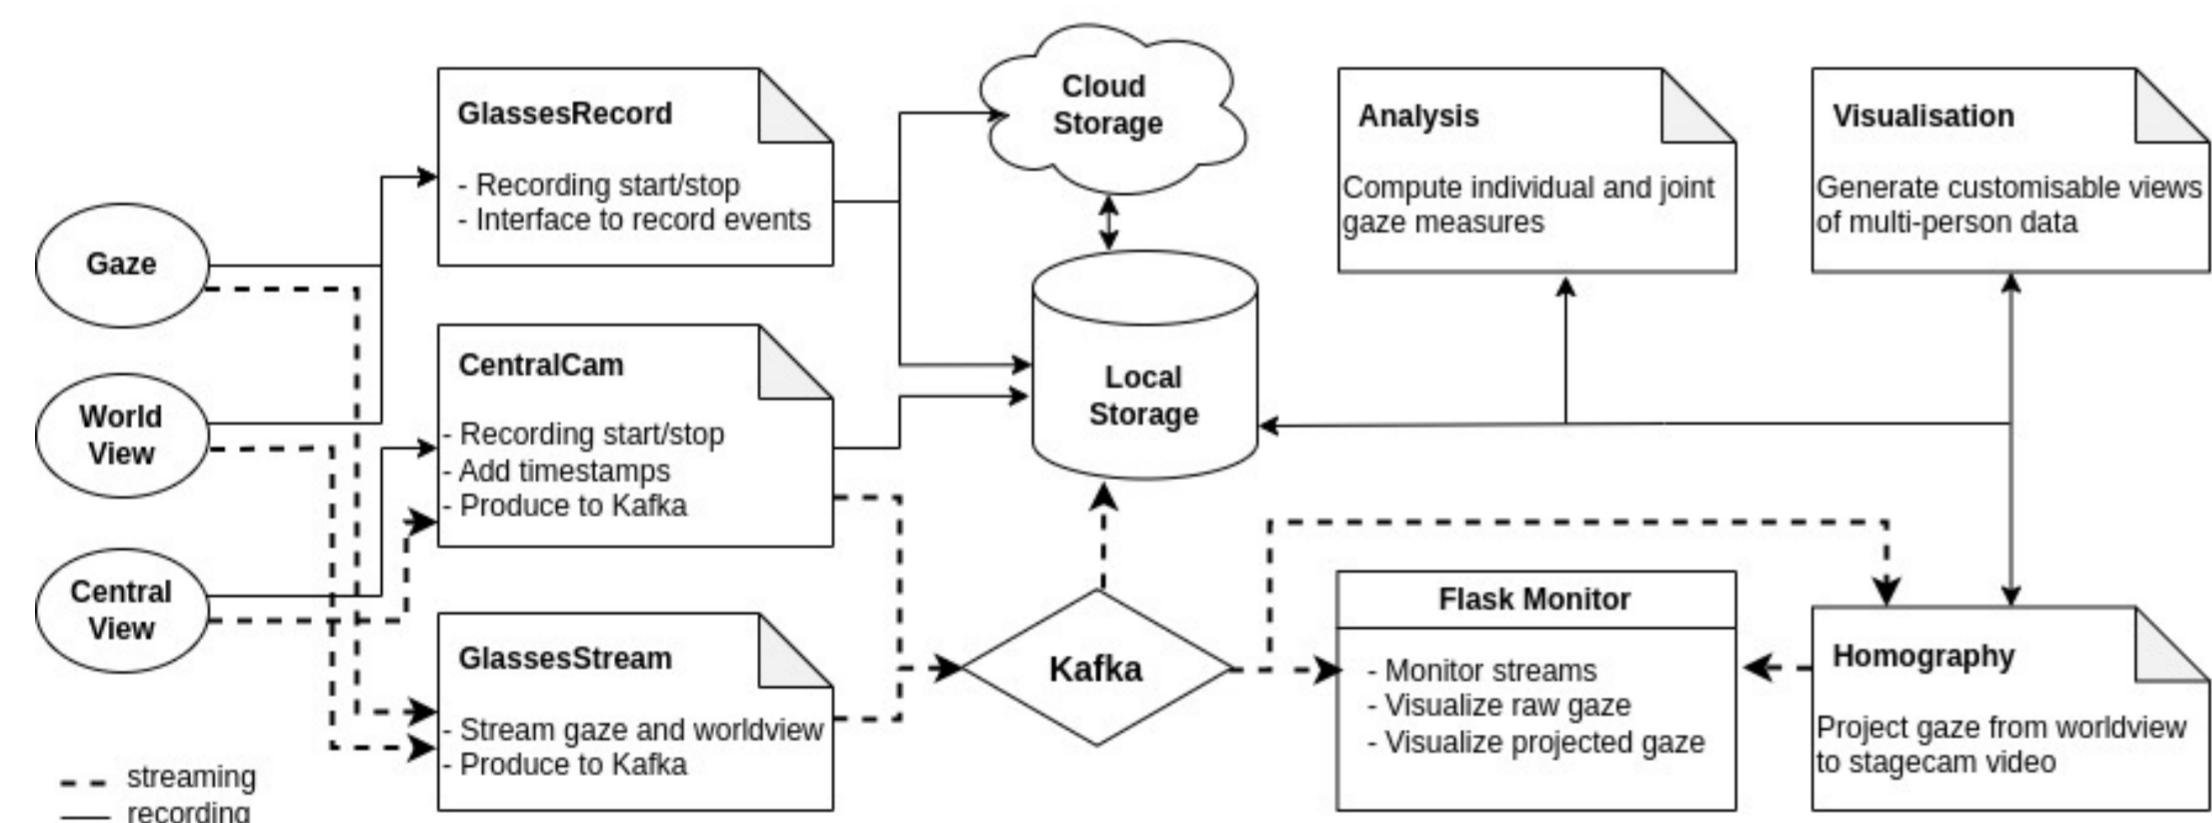 Cloud
Storage
GlassesRecord
- Recording start/stop
- Interface to record events
Analysis
Compute individual and joint
gaze measures
Visualisation
Generate customisable views
of multi-person data
Gaze
World
View
Central
View
CentralCam
- Recording start/stop
- Add timestamps
- Produce to Kafka
Local
Storage
GlassesStream
- Stream gaze and worldview
- Produce to Kafka
Kafka
Flask Monitor
- Monitor streams
- Visualize raw gaze
- Visualize projected gaze
Homography
Project gaze from worldview
to stagecam video
streaming
recording